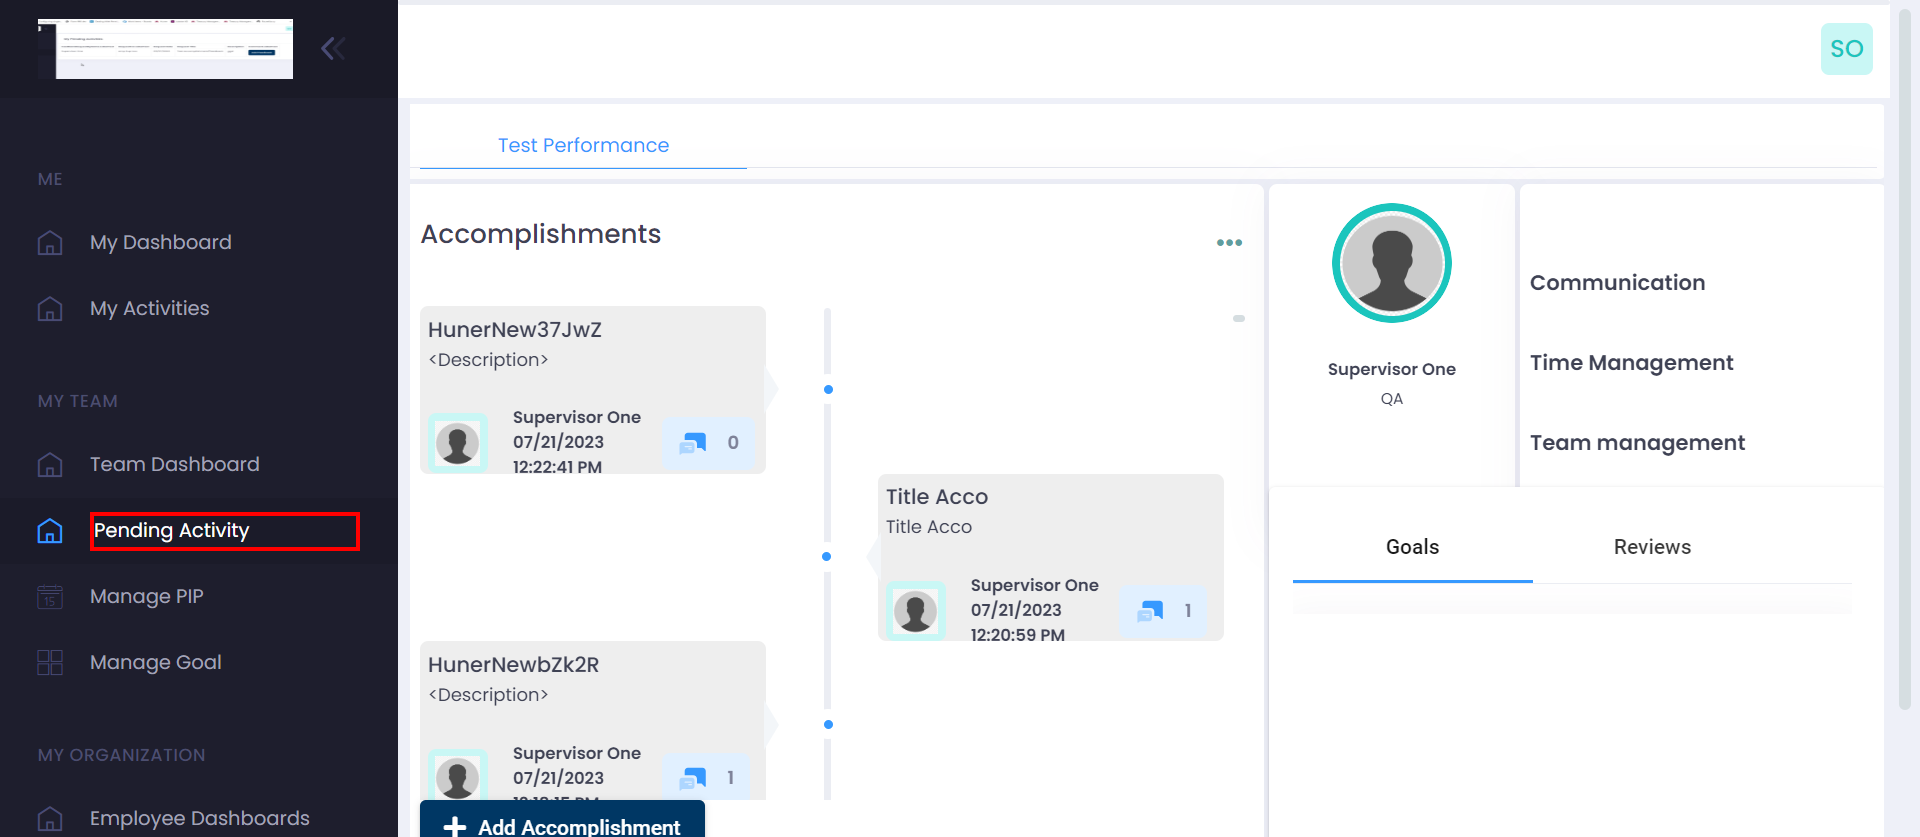 SO
ME
My Dashboard
My Activities
MY TEAM
Team Dashboard
Pending Activity
15
Manage PIP
Manage Goal
MY ORGANIZATION
Employee Dashboards
Test Performance
Accomplishments
HunerNew37JwZ
<Description>
Supervisor One
07/21/2023
12:22:41 PM
0
Title Acco
Title Acco
Supervisor One
07/21/2023
12:20:59 PM
1
HunerNewbZk2R
<Description>
Supervisor One
07/21/2023
1
Add Accomplishment
Supervisor One
QA
Communication
Time Management
Team management
Goals
Reviews